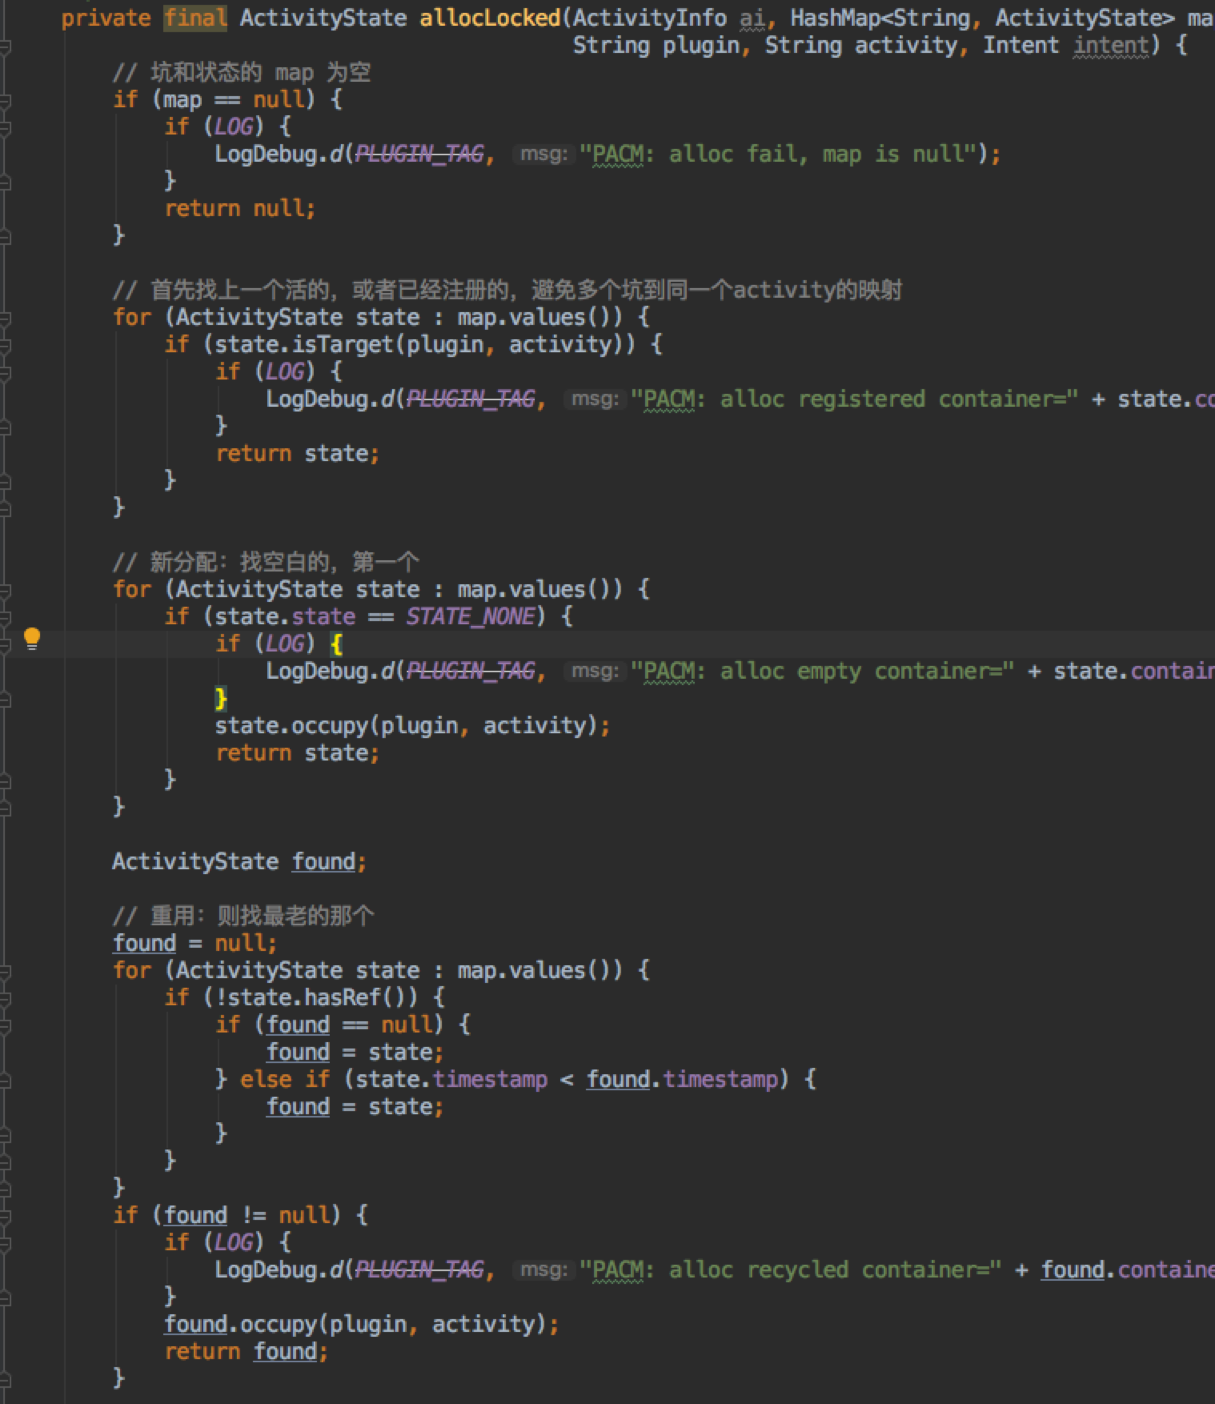 private final ActivityState allocLocked(ActivityInfo ai, HashMap<String, ActivityState> ma
String plugin, String activity, Intent intent) {
// 坑和状态的 map 为空
if (map == null) {
if (LOG) {
LogDebug.d(PLUGIN_TAG, msg: "PACM: alloc fail, map is null");
}
return null;
}
// 首先找上一个活的，或者已经注册的，避免多个坑到同一个activity的映射
for (ActivityState state : map.values()) {
if (state.isTarget(plugin, activity)) {
if (LOG) {
LogDebug.d(PLUGIN_TAG, msg: "PACM: alloc registered container=" + state.co
}
return state;
}
}
// 新分配：找空白的，第一个
for (ActivityState state : map.values()) {
if (state.state == STATE_NONE) {
if (LOG) {
LogDebug.d(PLUGIN_TAG, msg: "PACM: alloc empty container=" + state.contain
}
state.occupy(plugin, activity);
return state;
}
}
ActivityState found;
// 重用：则找最老的那个
found = null;
for (ActivityState state : map.values()) {
if (!state.hasRef()) {
if (found == null) {
found = state;
} else if (state.timestamp < found.timestamp) {
found = state;
}
}
}
if (found != null) {
if (LOG) {
LogDebug.d(PLUGIN_TAG, msg: "PACM: alloc recycled container=" + found.containe
}
found.occupy(plugin, activity);
return found;
}